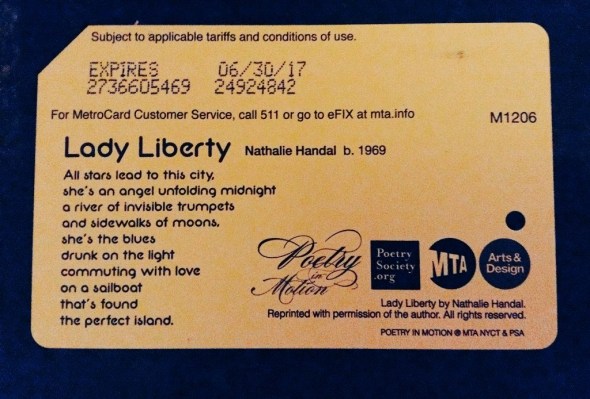 Subject to applicable tariffs and conditions of use.
EXPIRES 06/30/17
2736605469 24924842
For MetroCard Customer Service, call 511 or go to eFIX at mta.info
M1206
Lady Liberty Nathalie Handal b. 1969
All stars lead to this city,
she's an angel unfolding midnight
a river of invisible trumpets
and sidewalks of moons,
she's the blues
drunk on the light
commuting with love
on a sailboat
that's found
the perfect island.
Poetry
in
Motion
Poetry
Society
.org
MTA
Arts &
Design
Lady Liberty by Nathalie Handal.
Reprinted with permission of the author. All rights reserved.
POETRY IN MOTION ® MTA NYCT & PSA